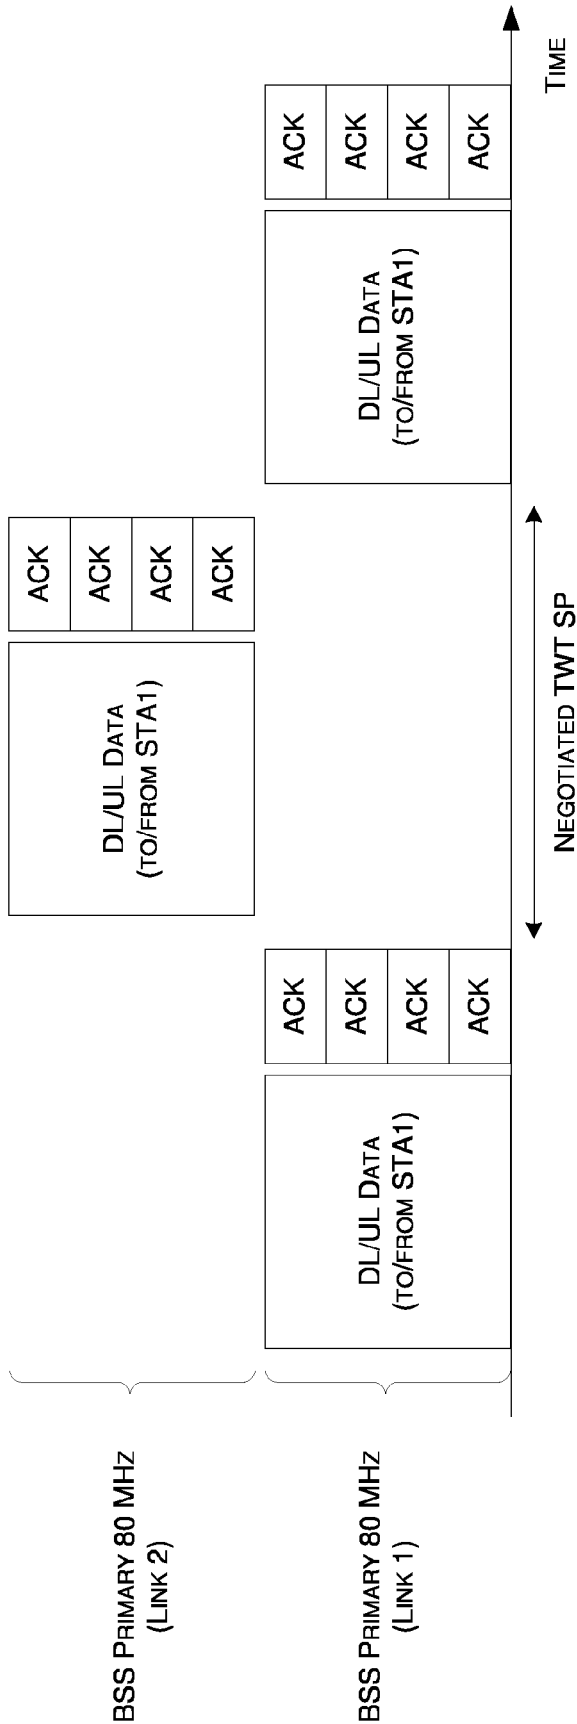 BSS PRIMARY 80 MHZ
(LINK 2)
DL/UL DATA
(TO/FROM STA1)
ACK
ACK
ACK
ACK
BSS PRIMARY 80 MHZ
(LINK 1)
DL/UL DATA
(TO/FROM STA1)
ACK
ACK
ACK
ACK
DL/UL DATA
(TO/FROM STA1)
ACK
ACK
ACK
ACK
NEGOTIATED TWT SP
TIME